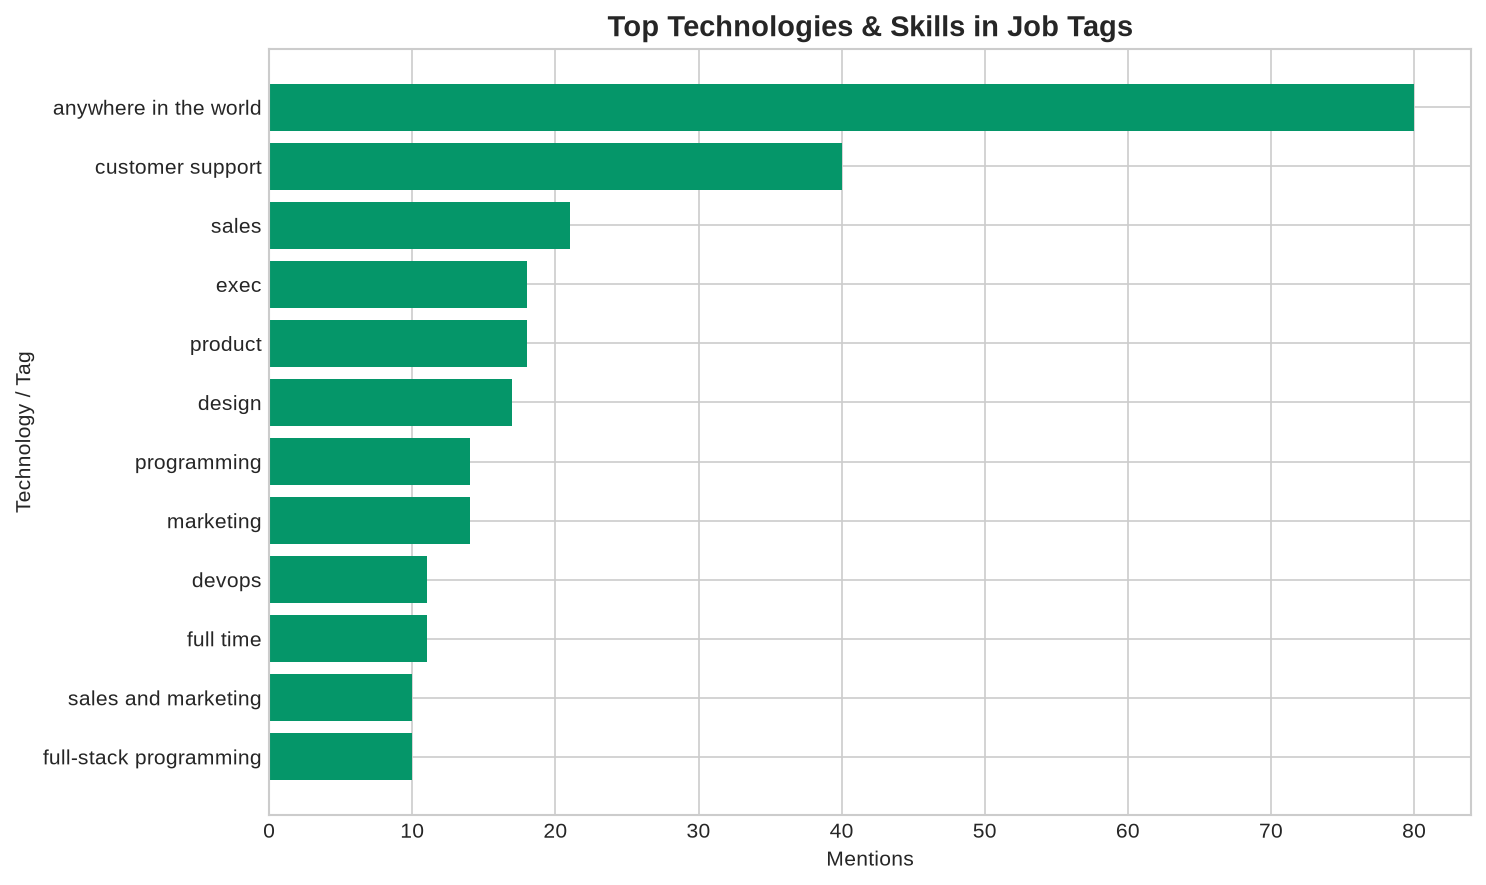 Top Technologies & Skills in Job Tags
anywhere in the world
customer support
sales
exec
product
design
programming
marketing
devops
full time
sales and marketing
full-stack programming
Technology / Tag
0 10 20 30 40 50 60 70 80
Mentions